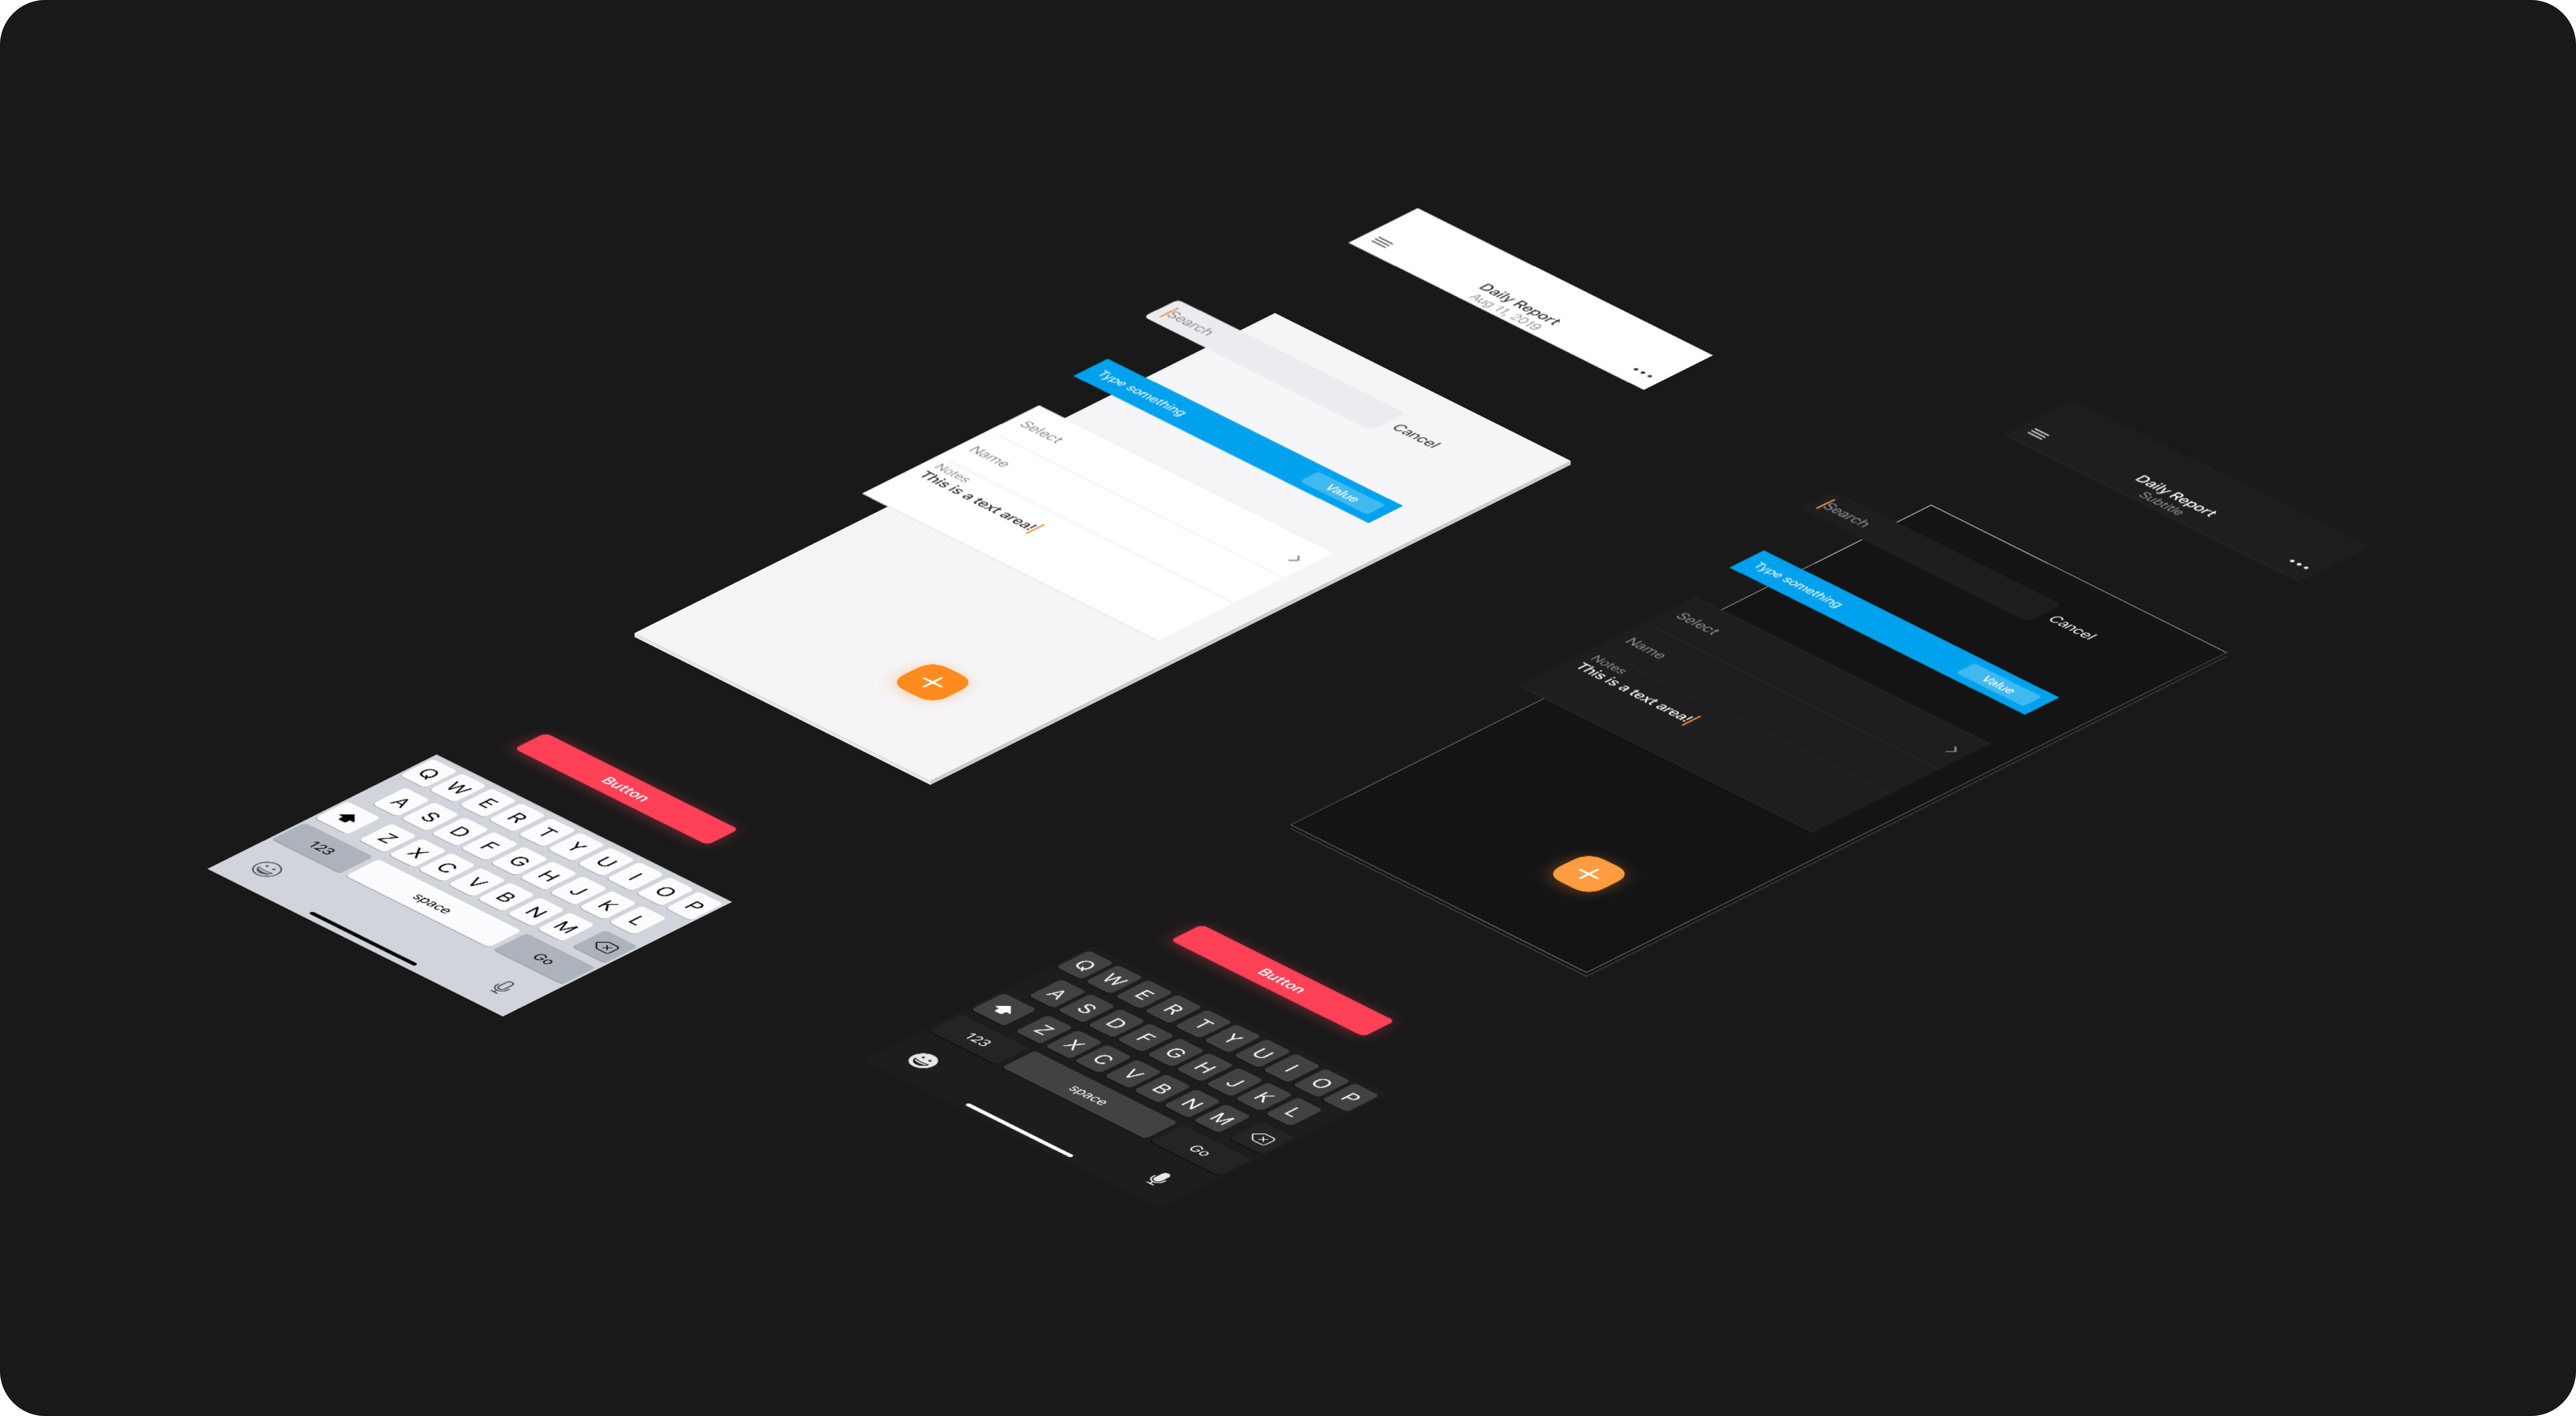 Daily Report
Aug 11, 2019
Search
Cancel
Type something
Value
Select
Name
Notes
This is a text area!
Button
Q W E R T Y U I O P
A S D F G H J K L
Z X C V B N M
123
space
Go
Daily Report
Subtitle
Search
Cancel
Type something
Value
Select
Name
Notes
This is a text area!
Button
Q W E R T Y U I O P
A S D F G H J K L
Z X C V B N M
123
space
Go